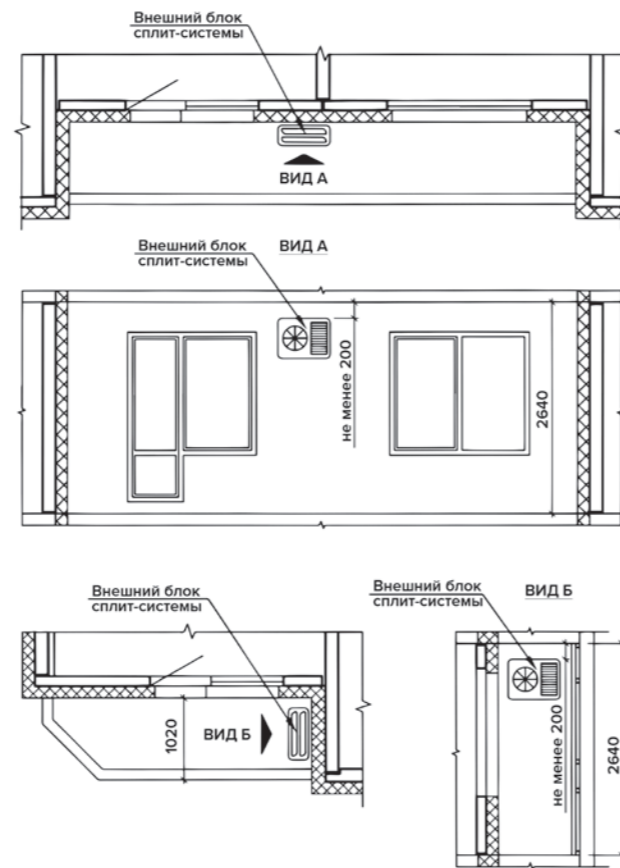 Внешний блок
сплит-системы
ВИД А
Внешний блок
сплит-системы
ВИД А
не менее 200
2640
Внешний блок
сплит-системы
1020
ВИД Б
Внешний блок
сплит-системы
ВИД Б
не менее 200
2640